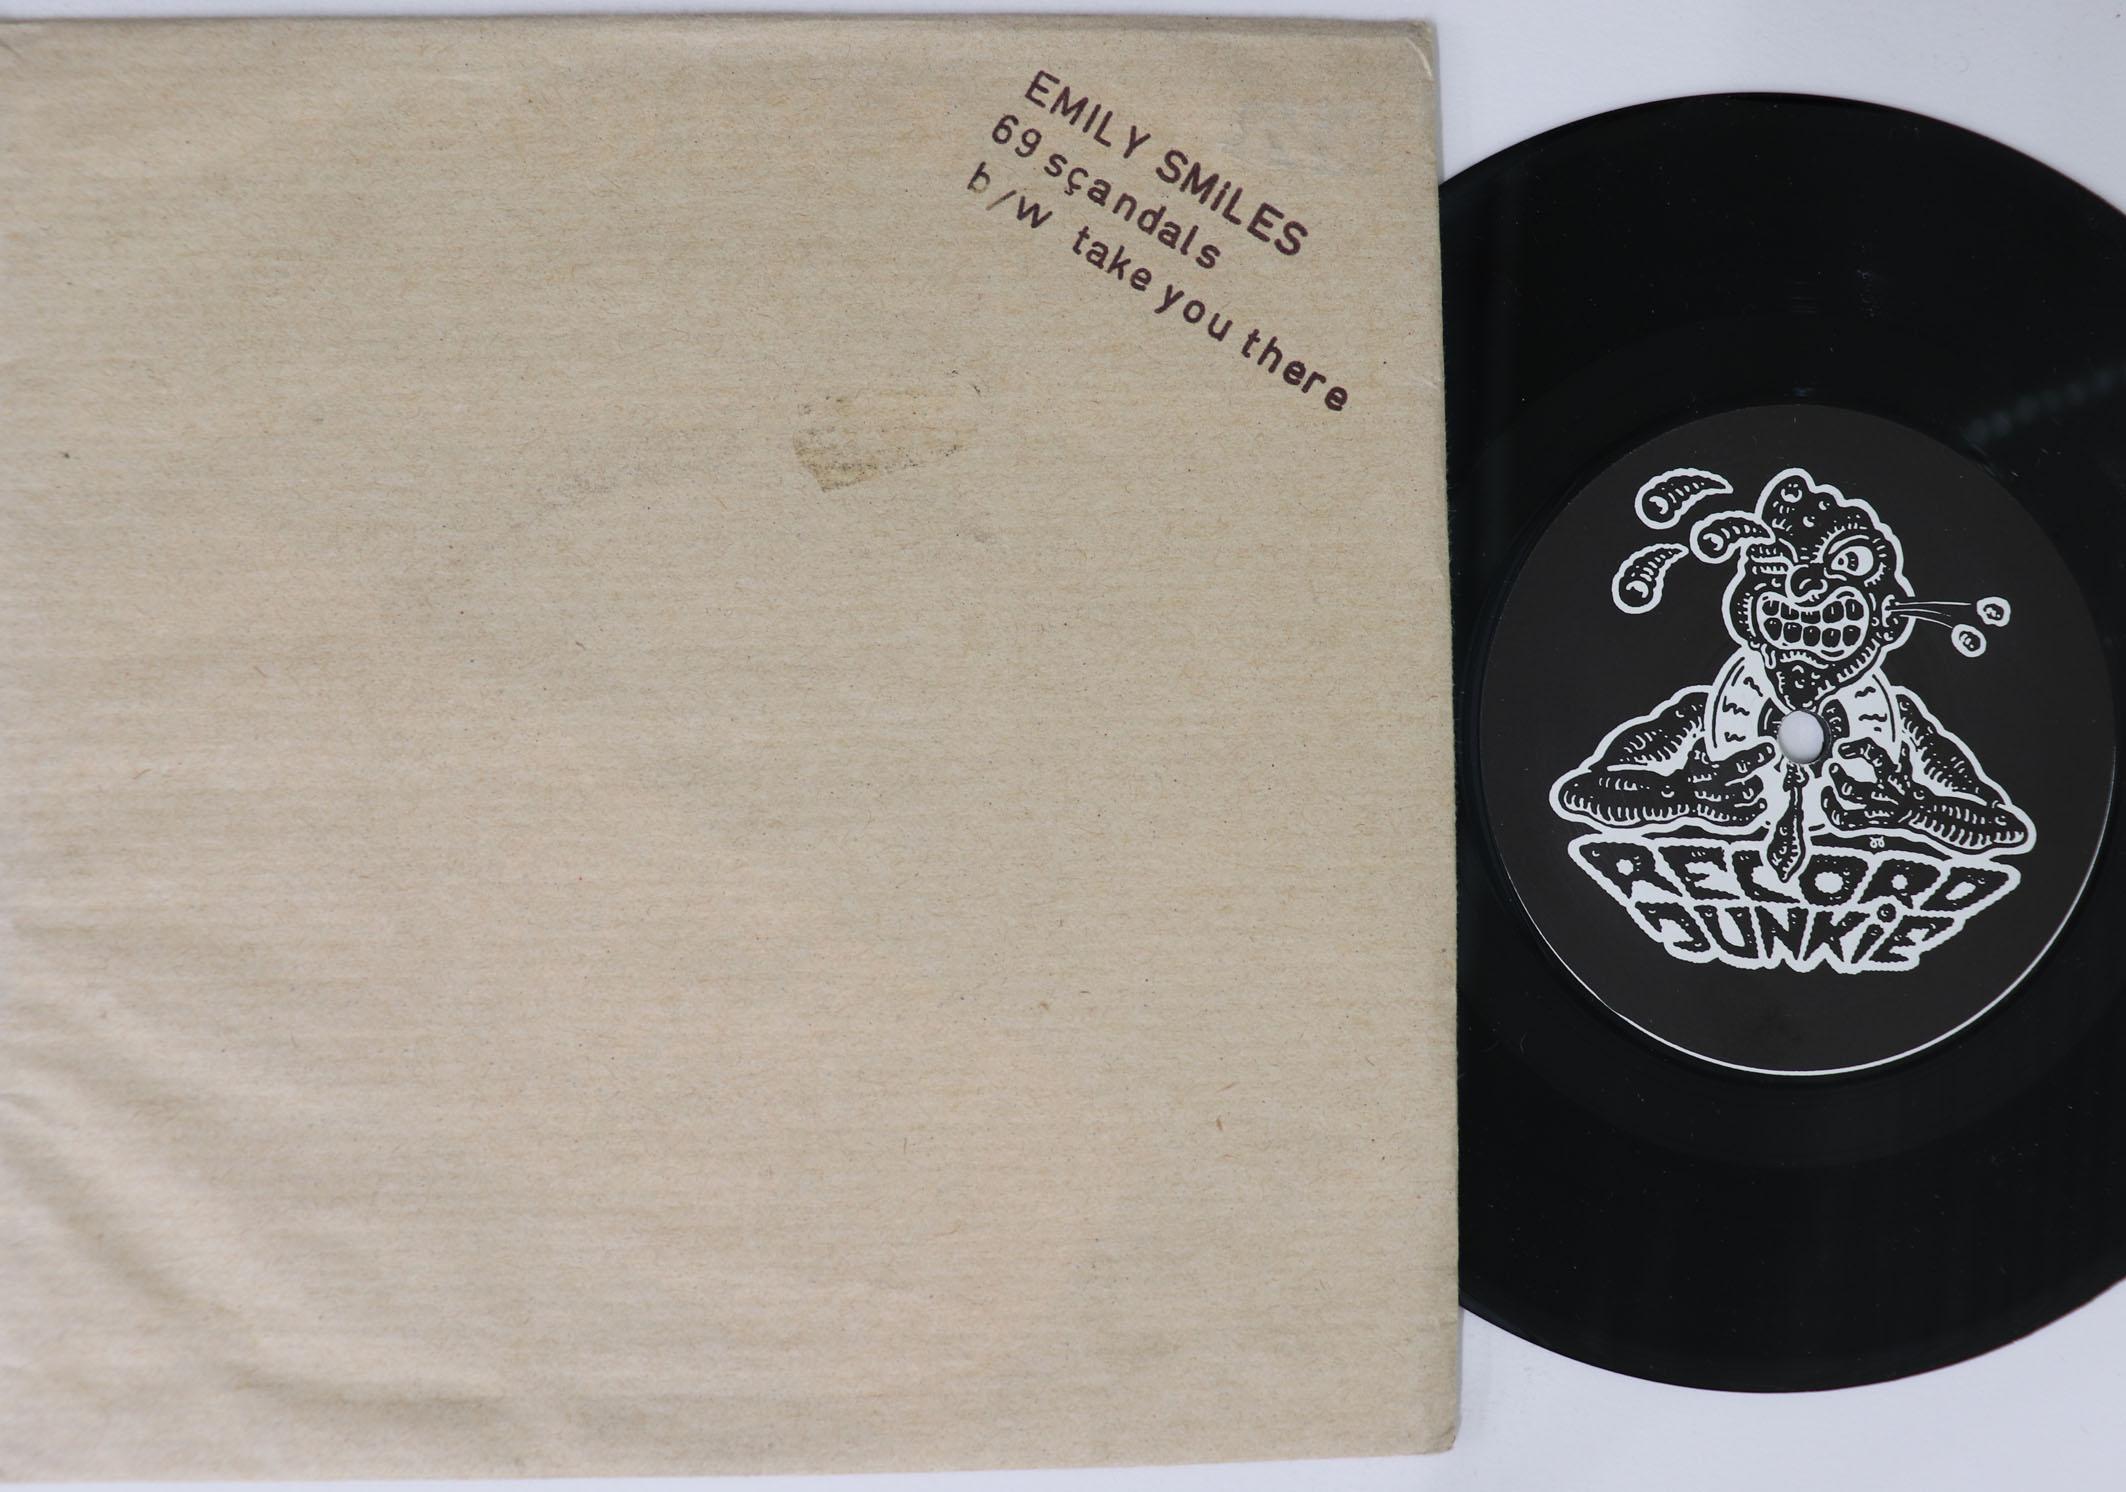 EMILY SMiLES
69 sçandals
b/w take you there
RECORD
JUNKiE